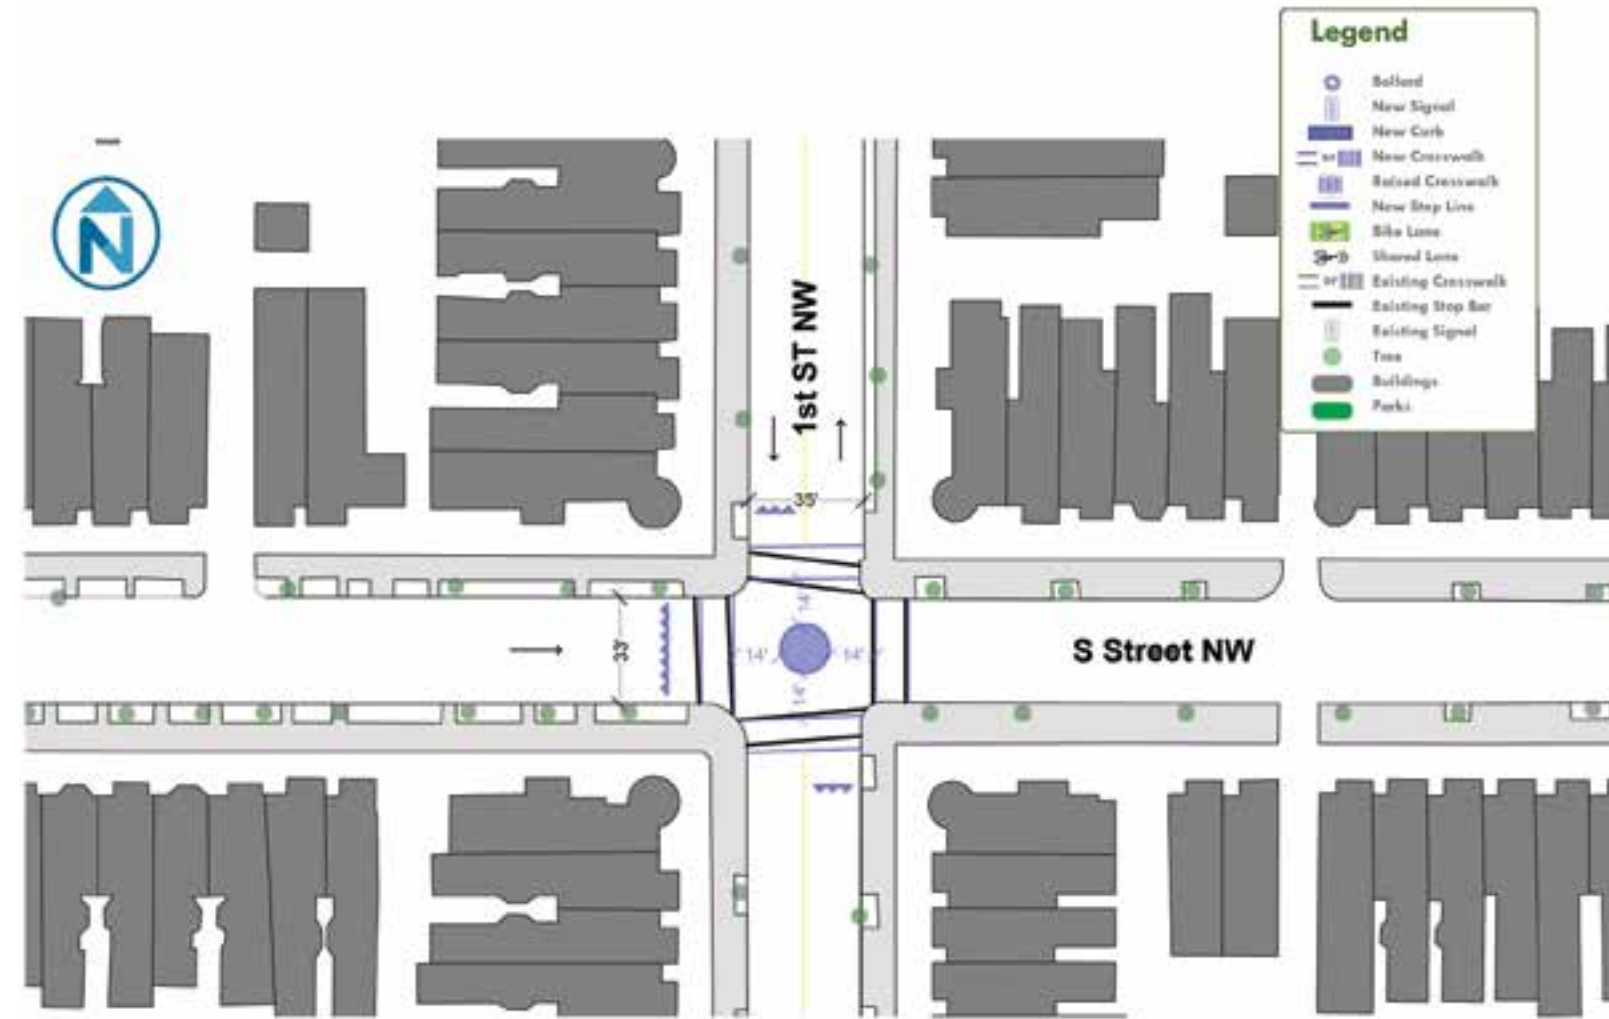 Legend
Bollard
New Signal
New Curb
or New Crosswalk
Raised Crosswalk
New Stop Line
Bike Lane
Shared Lane
or Existing Crosswalk
Existing Stop Bar
Existing Signal
Tree
Buildings
Parks
N
1st ST NW
35'
14'
33'
14'
14'
S Street NW
14'